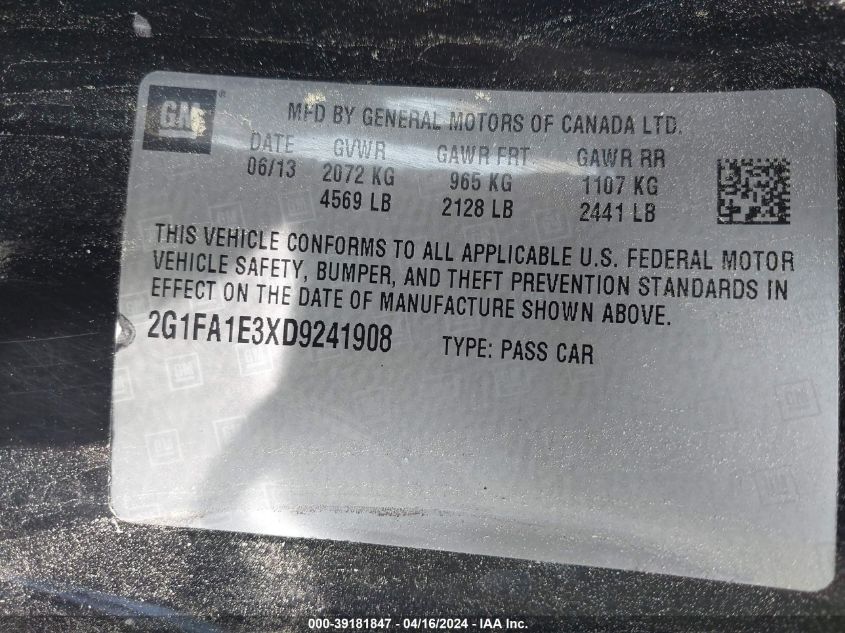 GM® MFD BY GENERAL MOTORS OF CANADA LTD.
DATE GVWR GAWR FRT. GAWR RR
06/13 2072 KG 965 KG 1107 KG
4569 LB 2128 LB 2441 LB
THIS VEHICLE CONFORMS TO ALL APPLICABLE U.S. FEDERAL MOTOR
VEHICLE SAFETY, BUMPER, AND THEFT PREVENTION STANDARDS IN
EFFECT ON THE DATE OF MANUFACTURE SHOWN ABOVE.
2G1FA1E3XD9241908 TYPE: PASS CAR
000-39181847 - 04/16/2024 - IAA Inc.